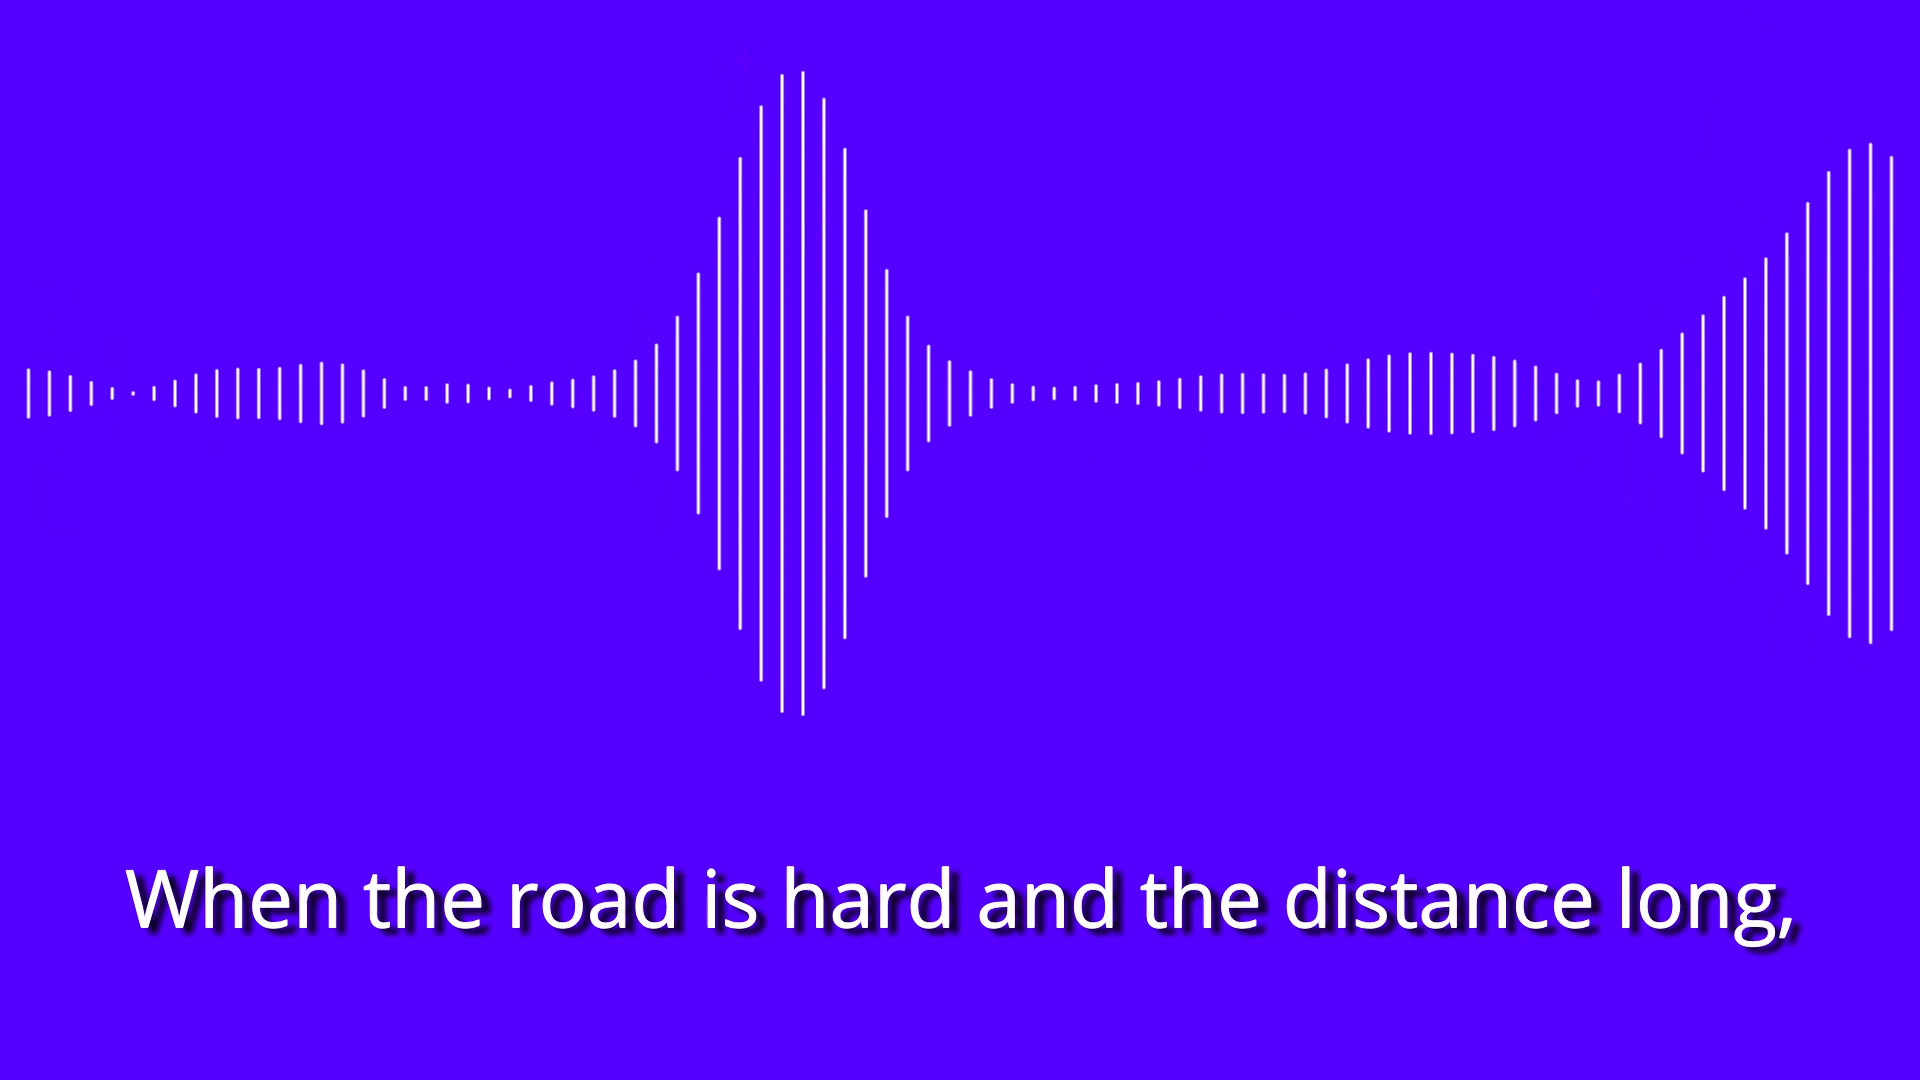 When the road is hard and the distance long,